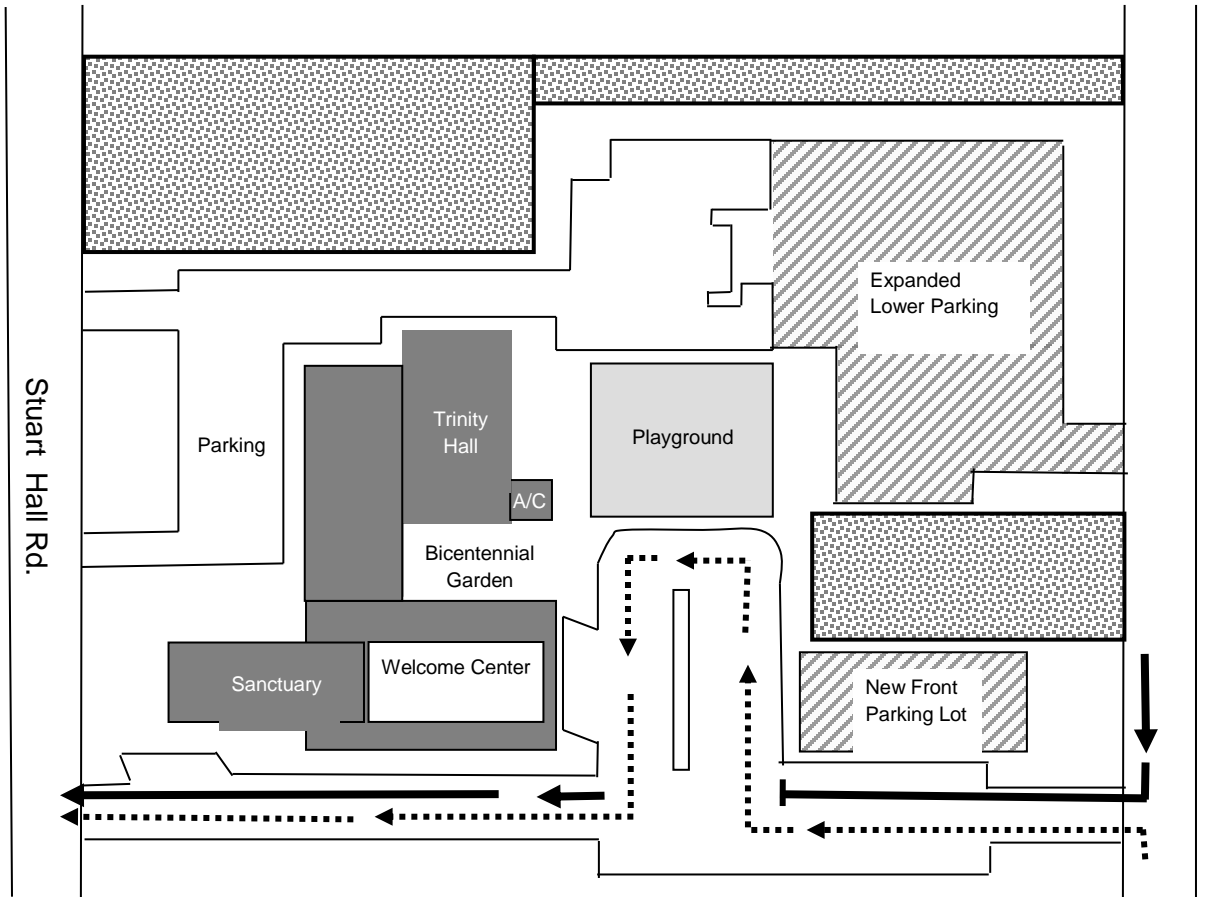 Expanded
Lower Parking
Stuart Hall Rd.
Parking
Trinity
Hall
Playground
A/C
Bicentennial
Garden
Sanctuary
Welcome Center
New Front
Parking Lot